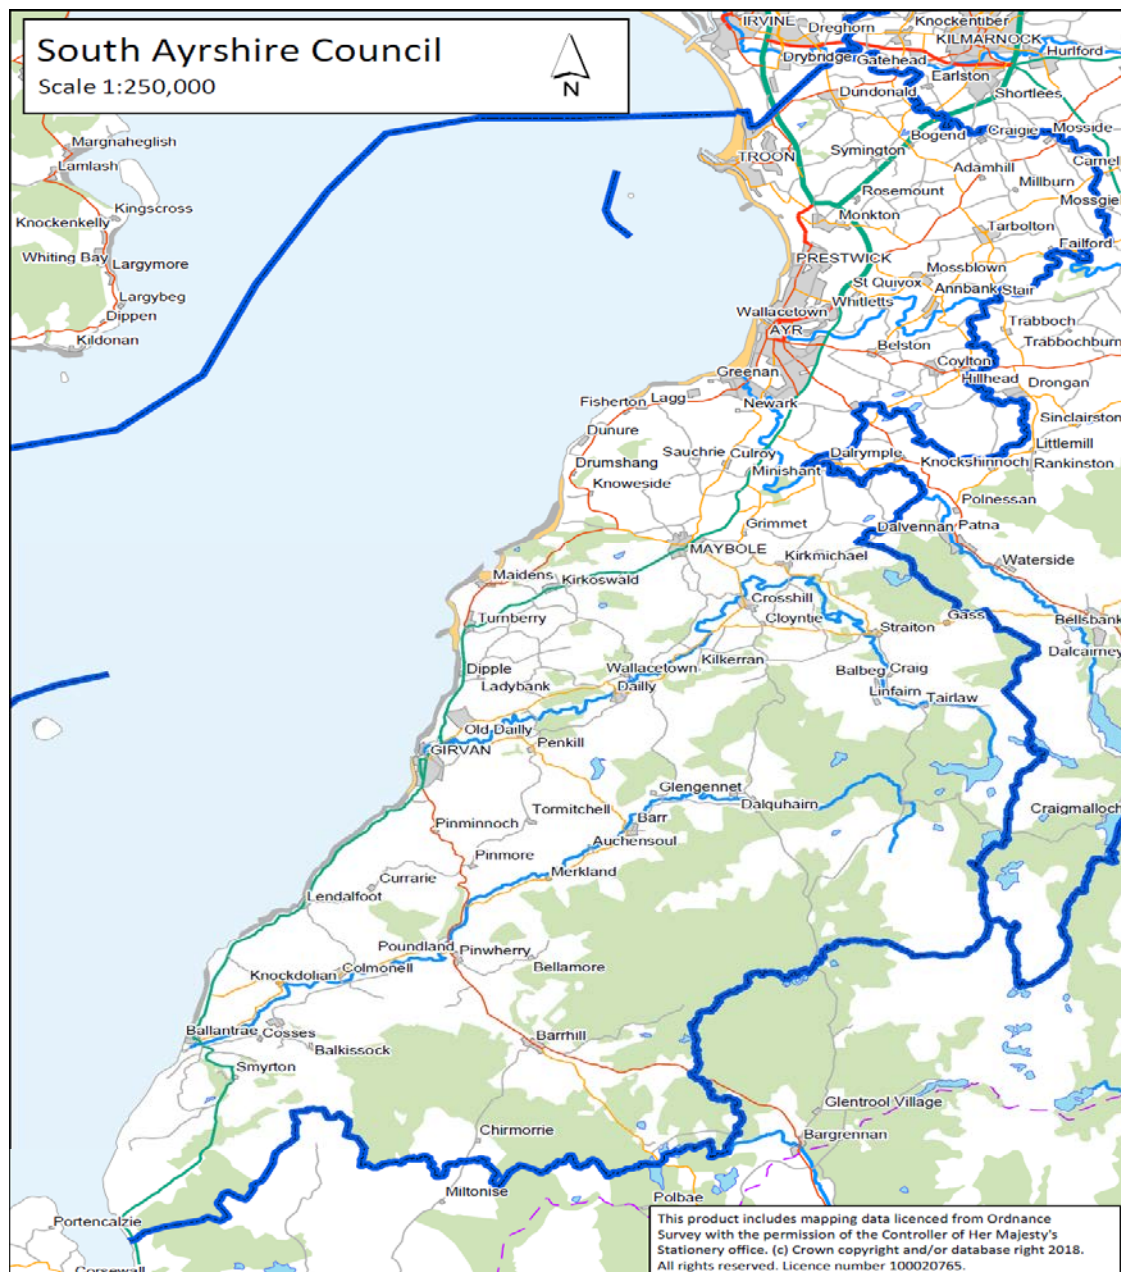 South Ayrshire Council
Scale 1:250,000
N
IRVINE
Dreghorn
Knockentiber
KILMARNOCK
Drybridge
Gatehead
Hurlford
Earlston
Dundonald
Shortlees
Margnaheglish
Lamlash
TROON
Symington
Bogend
Craigie
Mosside
Carnell
Adamhill
Millburn
Kingscross
Knockenkelly
Rosemount
Mossgiel
Monkton
Tarbolton
Whiting Bay
Largymore
PRESTWICK
Failford
Mossblown
St Quivox
Annbank
Stair
Largybeg
Dippen
Whitletts
Wallacetown
AYR
Trabboch
Kildonan
Belston
Trabbochburn
Coylton
Greenan
Hillhead
Drongan
Fisherton
Lagg
Newark
Sinclairston
Dunure
Littlemill
Sauchrie
Culroy
Dalrymple
Drumshang
Minishant
Knockshinnoch
Rankinston
Knoweside
Polnessan
Grimmet
Dalvennan
Patna
MAYBOLE
Kirkmichael
Waterside
Maidens
Kirkoswald
Crosshill
Turnberry
Cloyntie
Gass
Bellsbank
Straiton
Dalcairney
Dipple
Wallacetown
Kilkerran
Balbeg
Craig
Ladybank
Dailly
Linfairn
Tairlaw
Old Dailly
GIRVAN
Penkill
Glengennet
Dalquhairn
Tormitchell
Barr
Craigmalloch
Pinminnoch
Auchensoul
Pinmore
Merkland
Currarie
Lendalfoot
Poundland
Pinwherry
Knockdolian
Colmonell
Bellamore
Ballantrae
Cosses
Barrhill
Balkissock
Smyrton
Glentrool Village
Chirmorrie
Bargrennan
Miltonise
Polbae
Portencalzie
Corsewall
This product includes mapping data licenced from Ordnance
Survey with the permission of the Controller of Her Majesty's
Stationery office. (c) Crown copyright and/or database right 2018.
All rights reserved. Licence number 100020765.